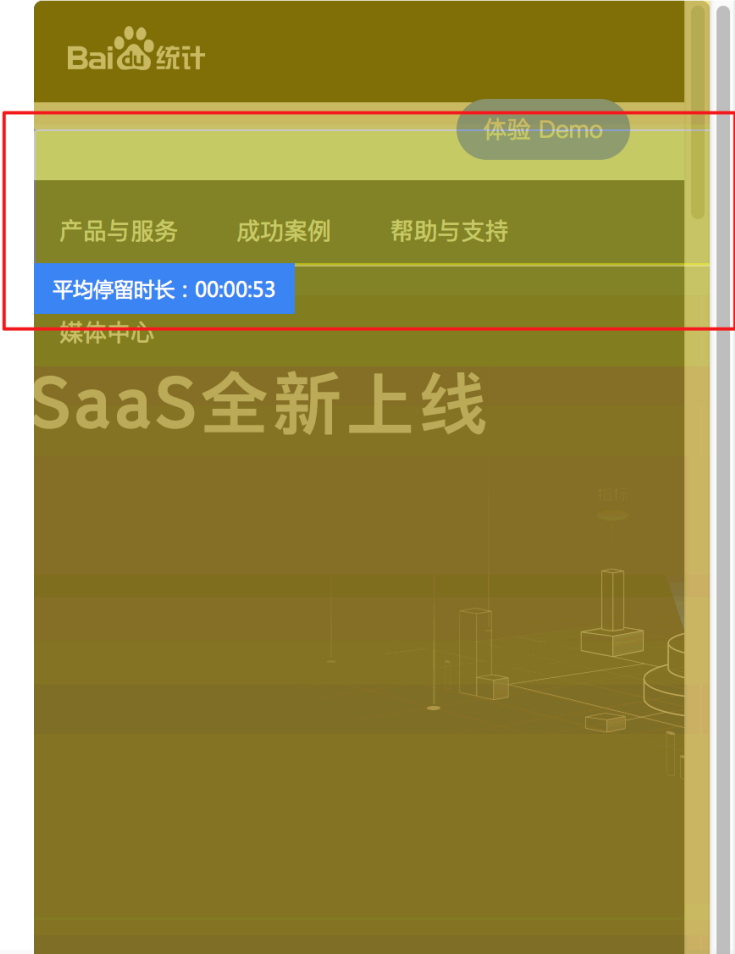 Baidu统计
体验 Demo
产品与服务 成功案例 帮助与支持
平均停留时长：00:00:53
媒体中心
SaaS全新上线
指标